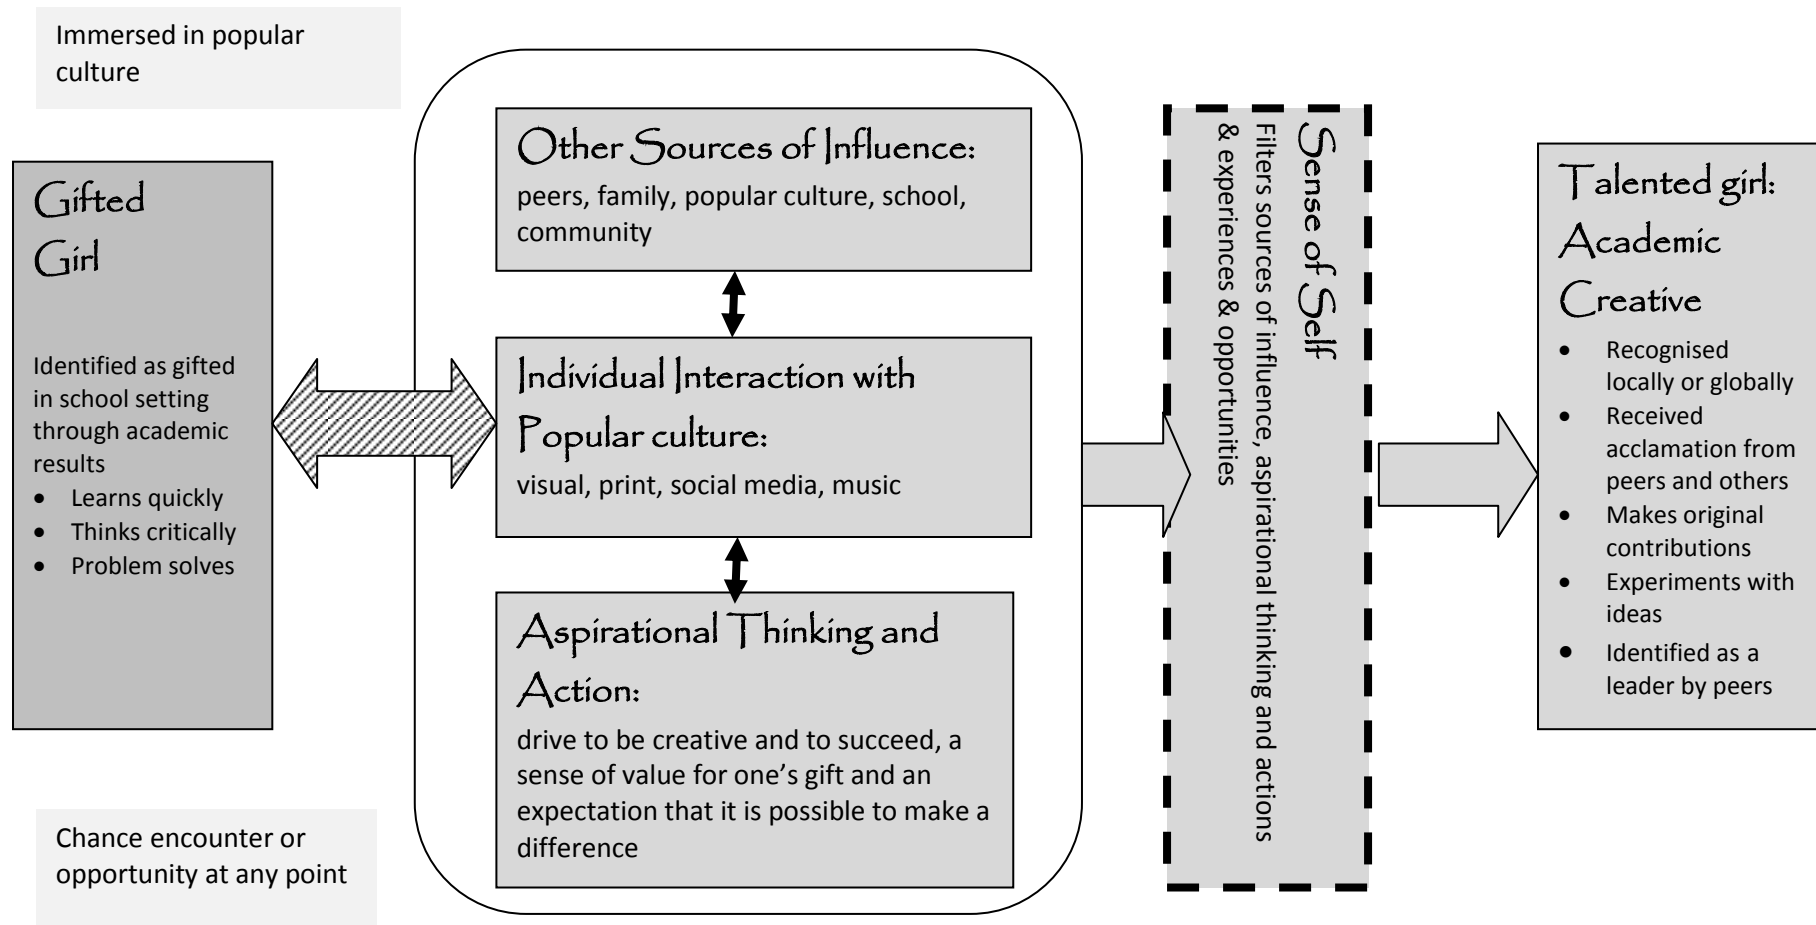 Immersed in popular
culture
Gifted
Girl
Identified as gifted
in school setting
through academic
results
• Learns quickly
• Thinks critically
• Problem solves
Chance encounter or
opportunity at any point
Other Sources of Influence:
peers, family, popular culture, school,
community
Individual Interaction with
Popular culture:
visual, print, social media, music
Aspirational Thinking and
Action:
drive to be creative and to succeed, a
sense of value for one’s gift and an
expectation that it is possible to make a
difference
Sense of Self
Filters sources of influence, aspirational thinking and actions
& experiences & opportunities
Talented girl:
Academic
Creative
• Recognised
locally or globally
• Received
acclamation from
peers and others
• Makes original
contributions
• Experiments with
ideas
• Identified as a
leader by peers